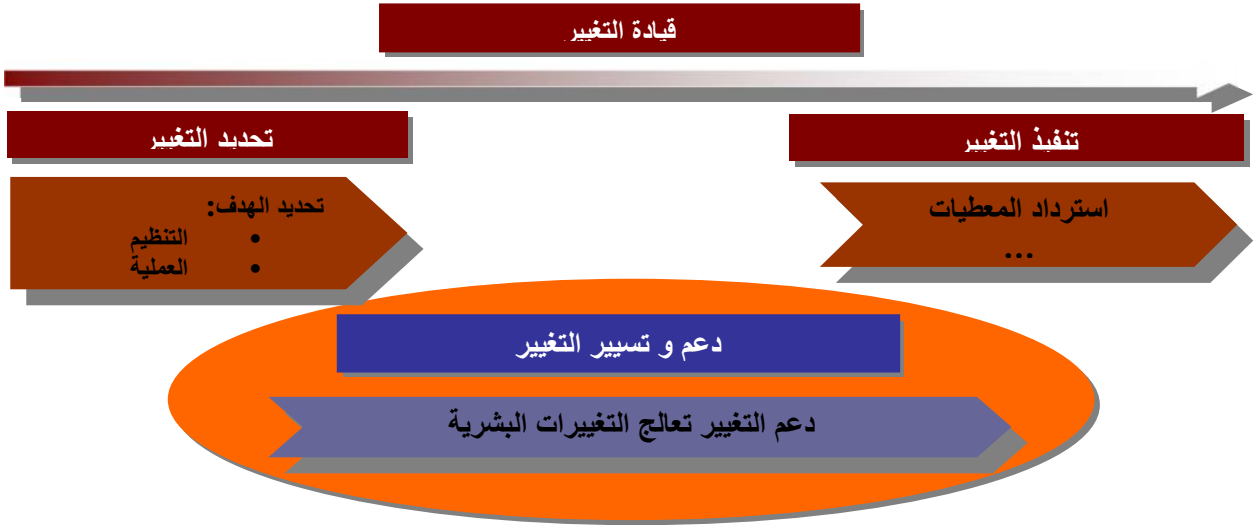 قيادة التغيير
تحديد التغيير
تنفيذ التغيير
تحديد الهدف:
• التنظيم
• العملية
استرداد المعطيات
...
دعم و تسيير التغيير
دعم التغيير تعالج التغييرات البشرية